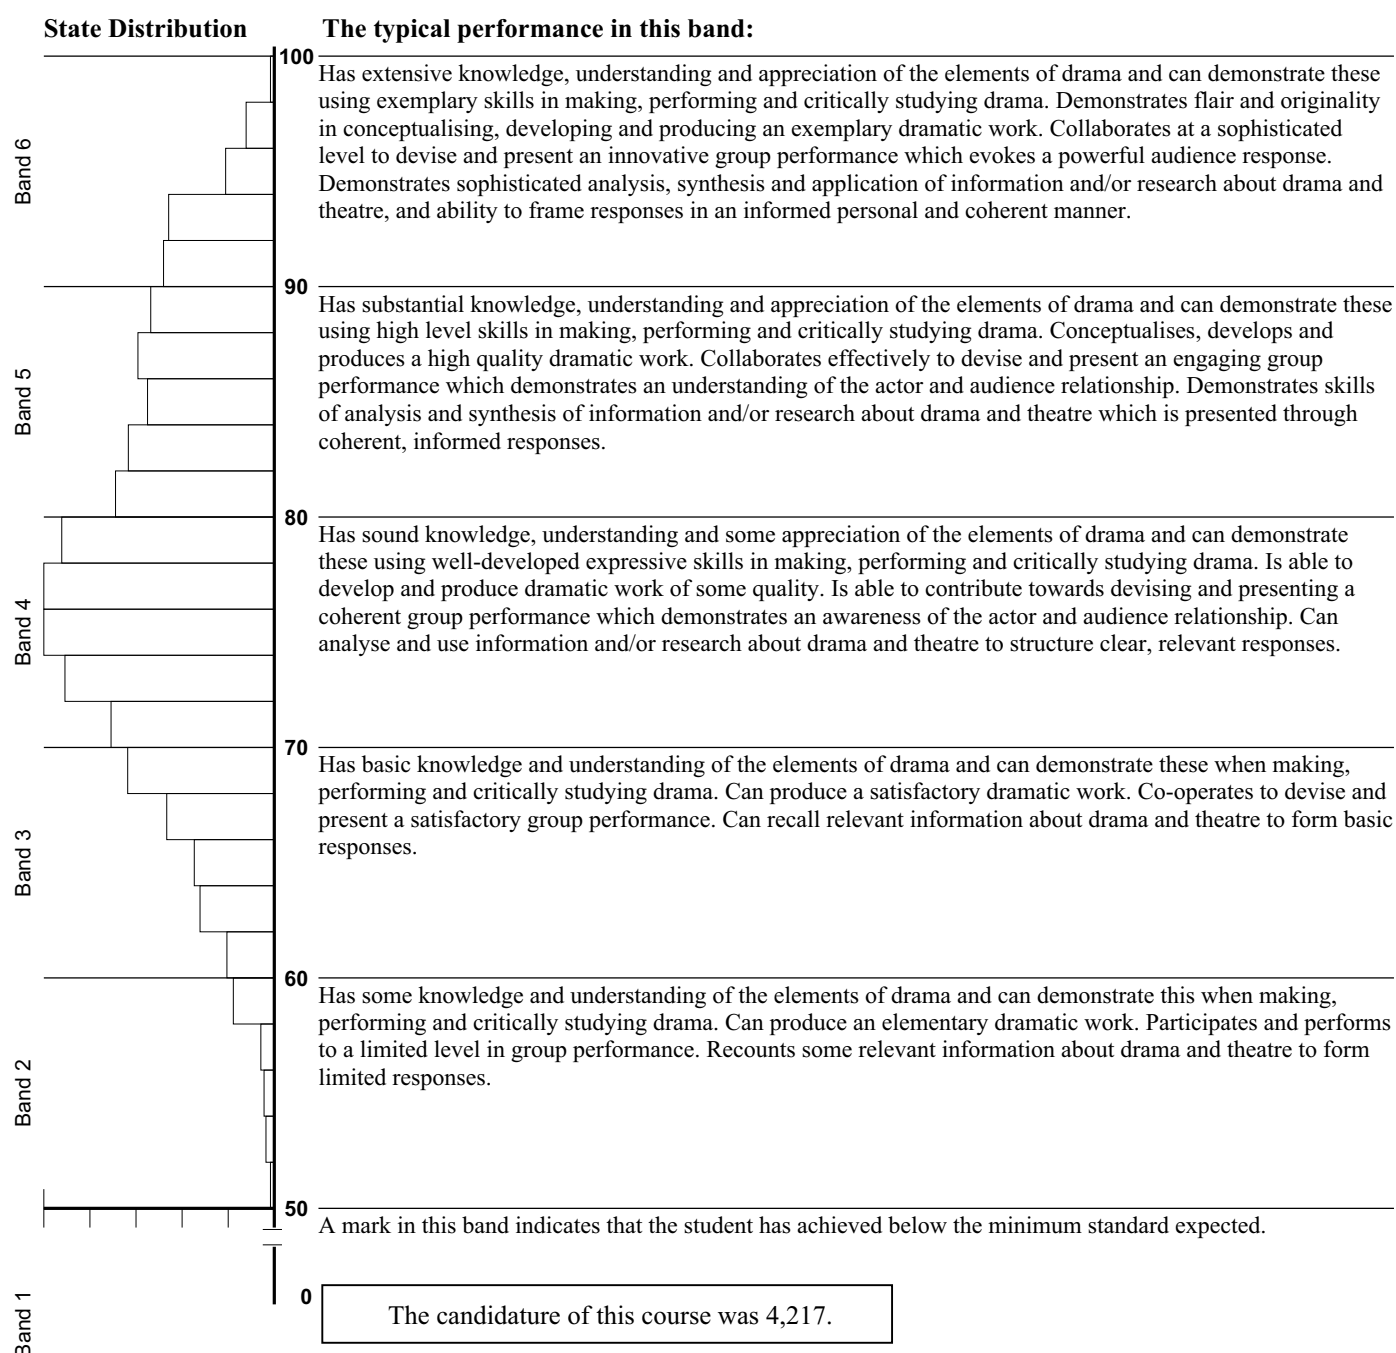 State Distribution
The typical performance in this band:
100
Band 6
Has extensive knowledge, understanding and appreciation of the elements of drama and can demonstrate these
using exemplary skills in making, performing and critically studying drama. Demonstrates flair and originality
in conceptualising, developing and producing an exemplary dramatic work. Collaborates at a sophisticated
level to devise and present an innovative group performance which evokes a powerful audience response.
Demonstrates sophisticated analysis, synthesis and application of information and/or research about drama and
theatre, and ability to frame responses in an informed personal and coherent manner.
90
Band 5
Has substantial knowledge, understanding and appreciation of the elements of drama and can demonstrate these
using high level skills in making, performing and critically studying drama. Conceptualises, develops and
produces a high quality dramatic work. Collaborates effectively to devise and present an engaging group
performance which demonstrates an understanding of the actor and audience relationship. Demonstrates skills
of analysis and synthesis of information and/or research about drama and theatre which is presented through
coherent, informed responses.
80
Band 4
Has sound knowledge, understanding and some appreciation of the elements of drama and can demonstrate
these using well-developed expressive skills in making, performing and critically studying drama. Is able to
develop and produce dramatic work of some quality. Is able to contribute towards devising and presenting a
coherent group performance which demonstrates an awareness of the actor and audience relationship. Can
analyse and use information and/or research about drama and theatre to structure clear, relevant responses.
70
Band 3
Has basic knowledge and understanding of the elements of drama and can demonstrate these when making,
performing and critically studying drama. Can produce a satisfactory dramatic work. Co-operates to devise and
present a satisfactory group performance. Can recall relevant information about drama and theatre to form basic
responses.
60
Band 2
Has some knowledge and understanding of the elements of drama and can demonstrate this when making,
performing and critically studying drama. Can produce an elementary dramatic work. Participates and performs
to a limited level in group performance. Recounts some relevant information about drama and theatre to form
limited responses.
50
A mark in this band indicates that the student has achieved below the minimum standard expected.
Band 1
0
The candidature of this course was 4,217.